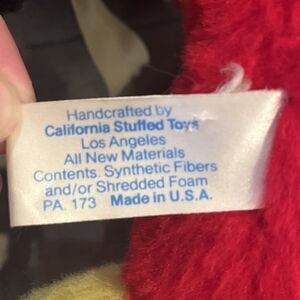 Handcrafted by
California Stuffed Toys
Los Angeles
All New Materials
Contents. Synthetic Fibers
and/or Shredded Foam
PA. 173 Made in U.S.A.